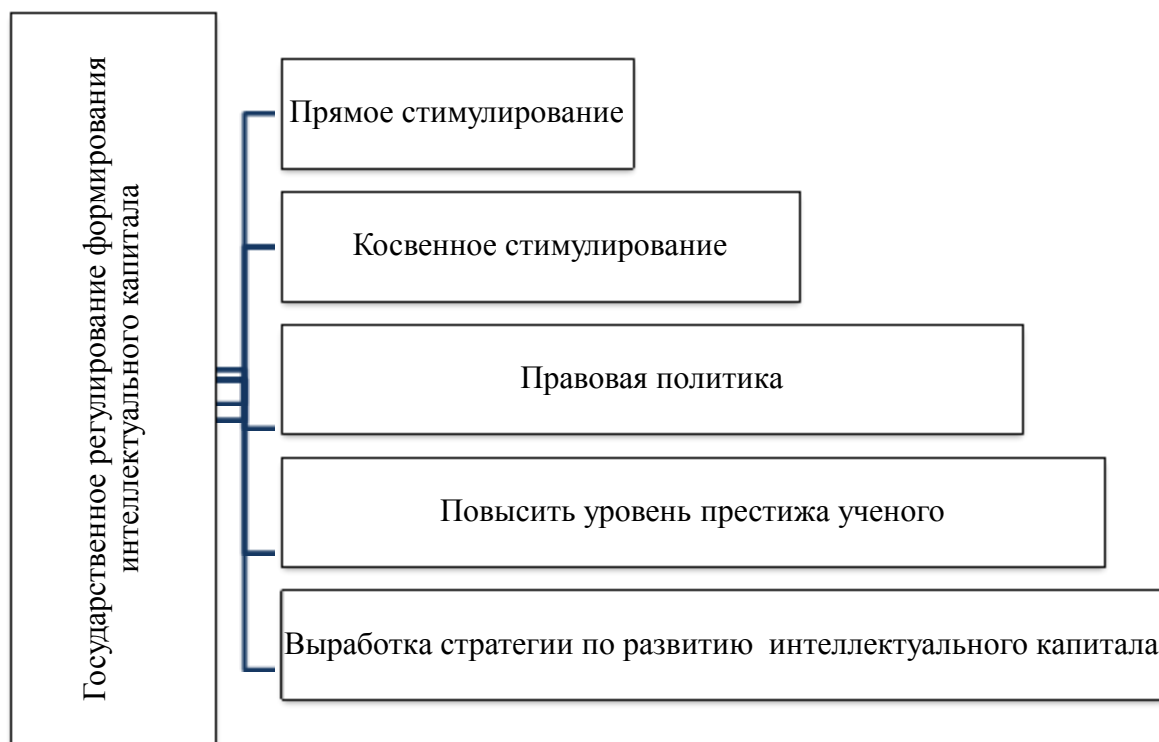 Государственное регулирование формирования
интеллектуального капитала
Прямое стимулирование
Косвенное стимулирование
Правовая политика
Повысить уровень престижа ученого
Выработка стратегии по развитию интеллектуального капитала